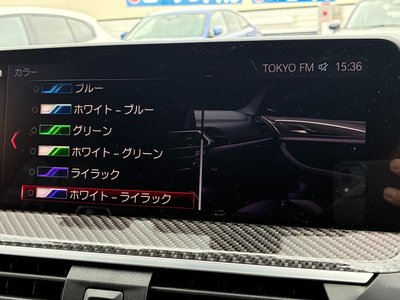 カラー
TOKYO FM 15:36
ブルー
ホワイト – ブルー
グリーン
ホワイト – グリーン
ライラック
ホワイト – ライラック